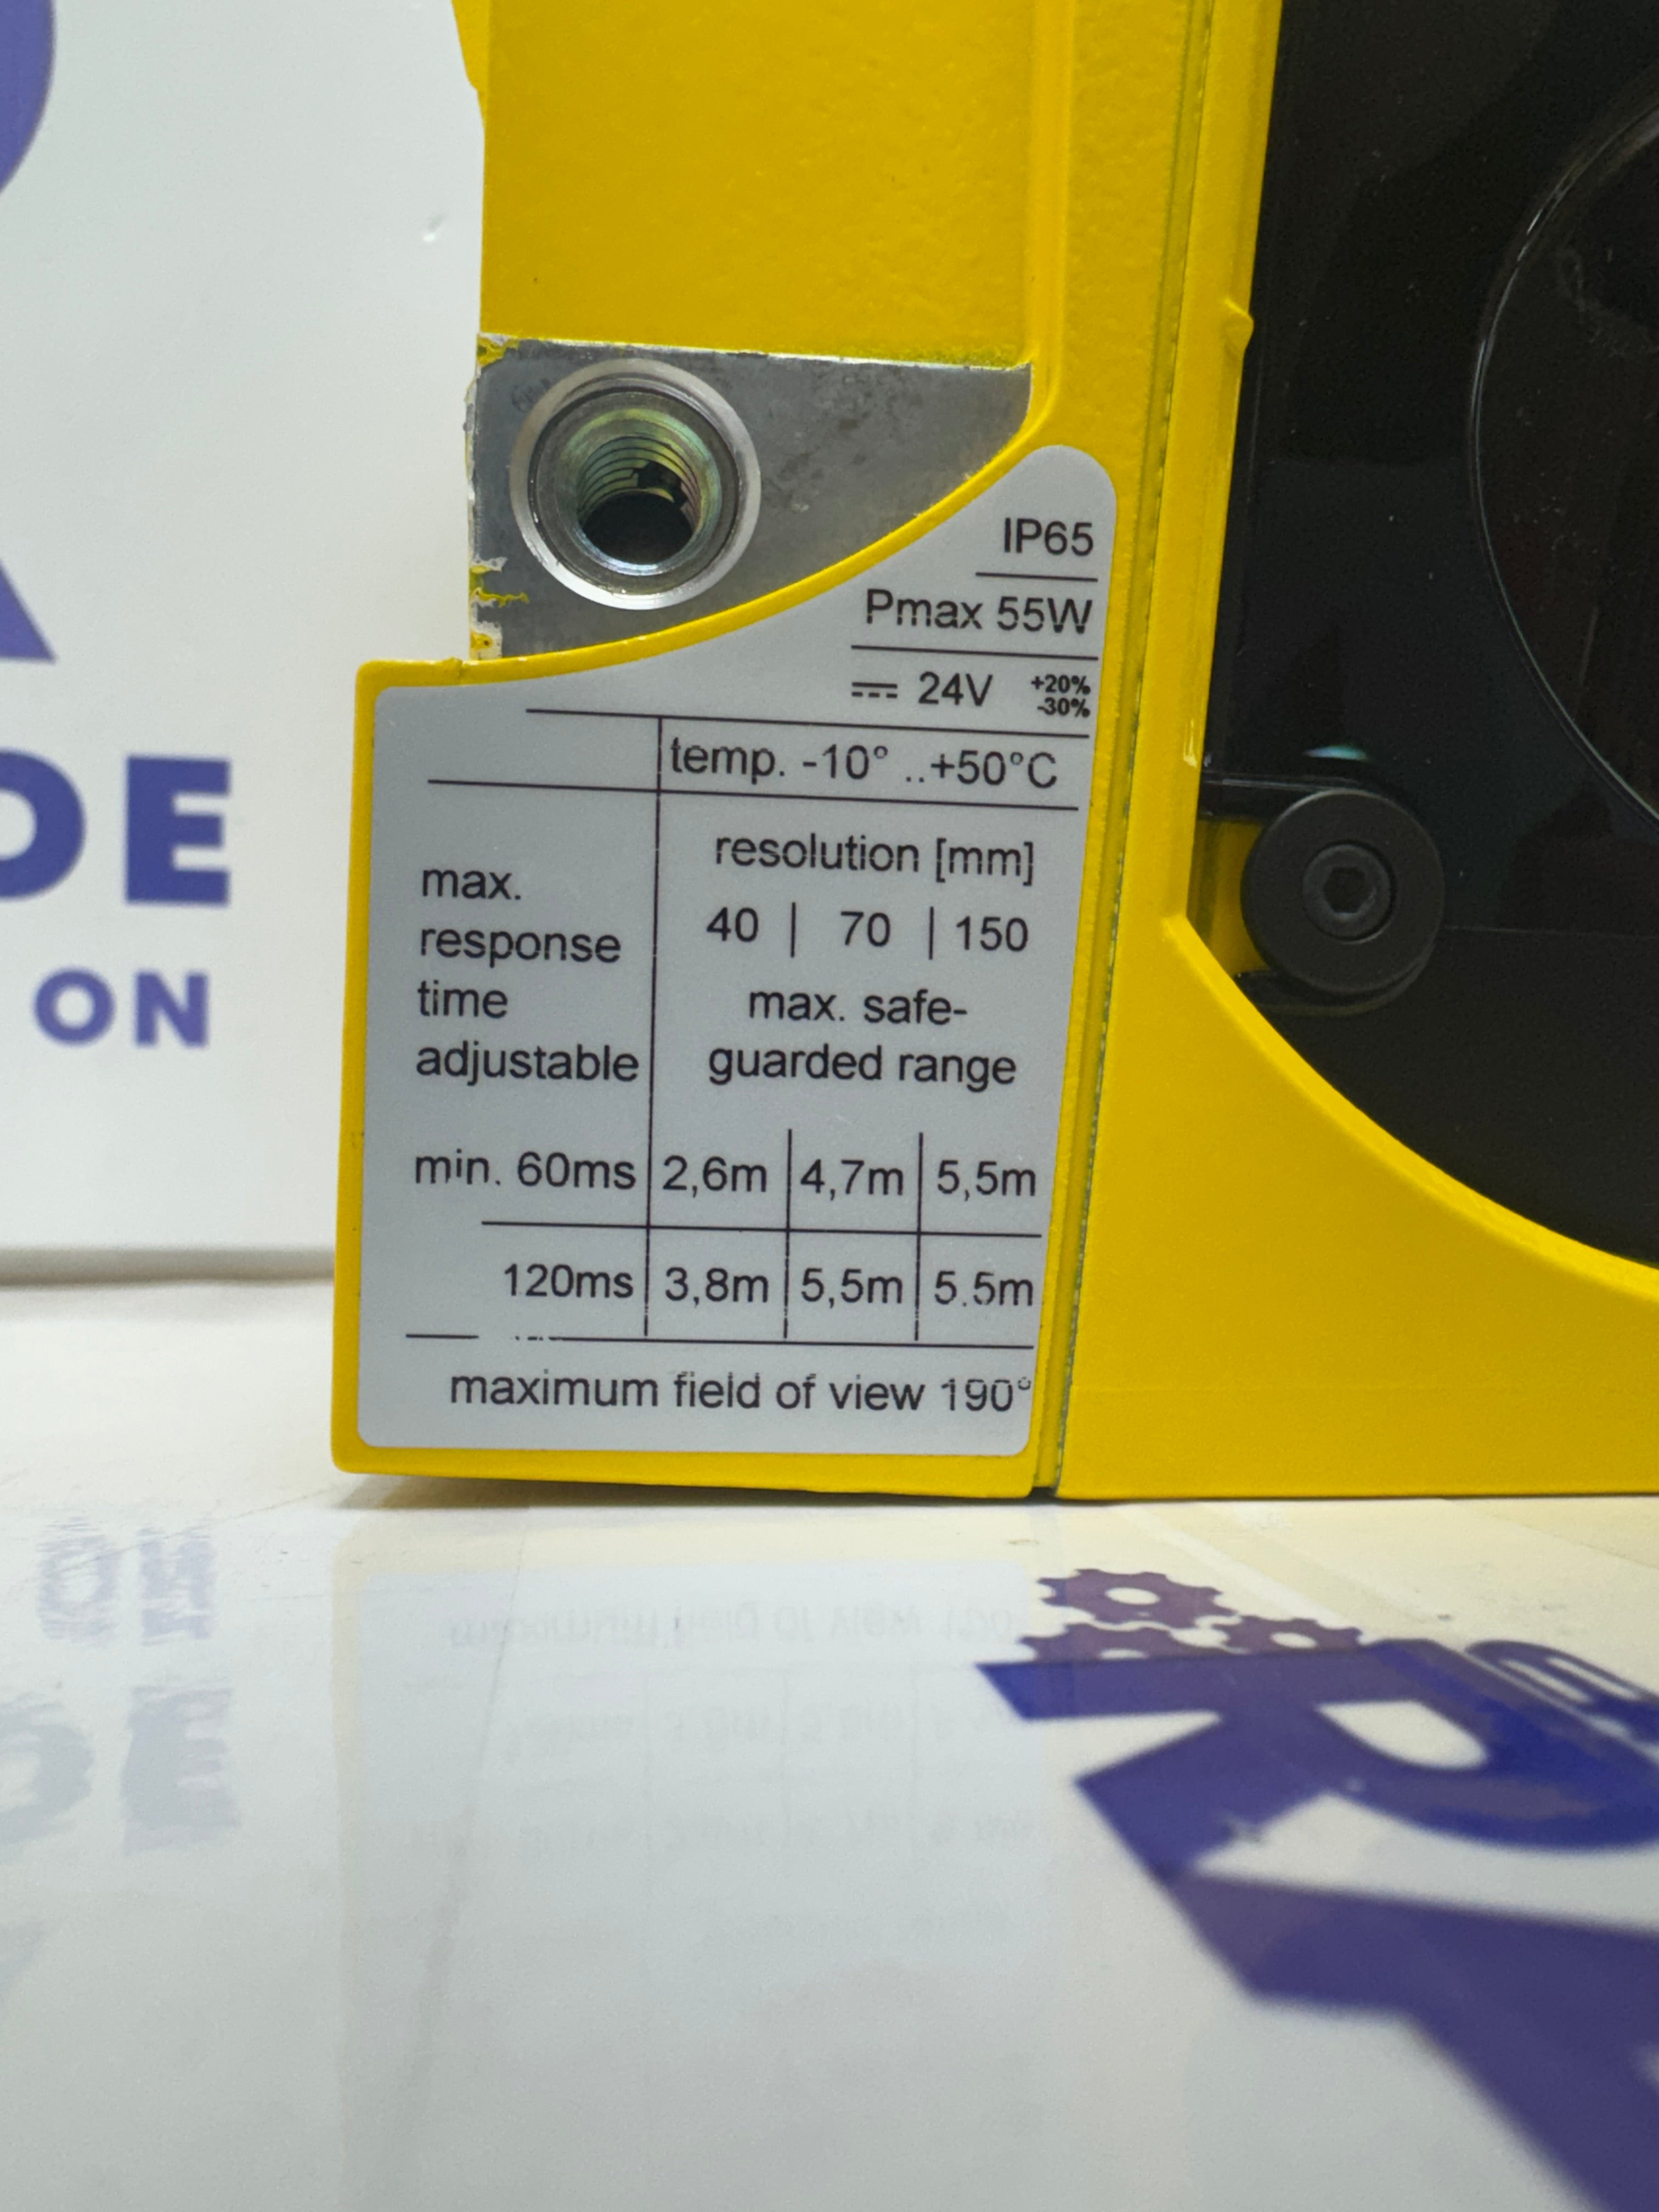 DE
ON
IP65
Pmax 55W
24V +20% -30%
temp. -10° ..+50°C
max. response time adjustable
resolution [mm]
40 | 70 | 150
max. safe-
guarded range
min. 60ms 2,6m 4,7m 5,5m
120ms 3,8m 5,5m 5.5m
maximum field of view 190°